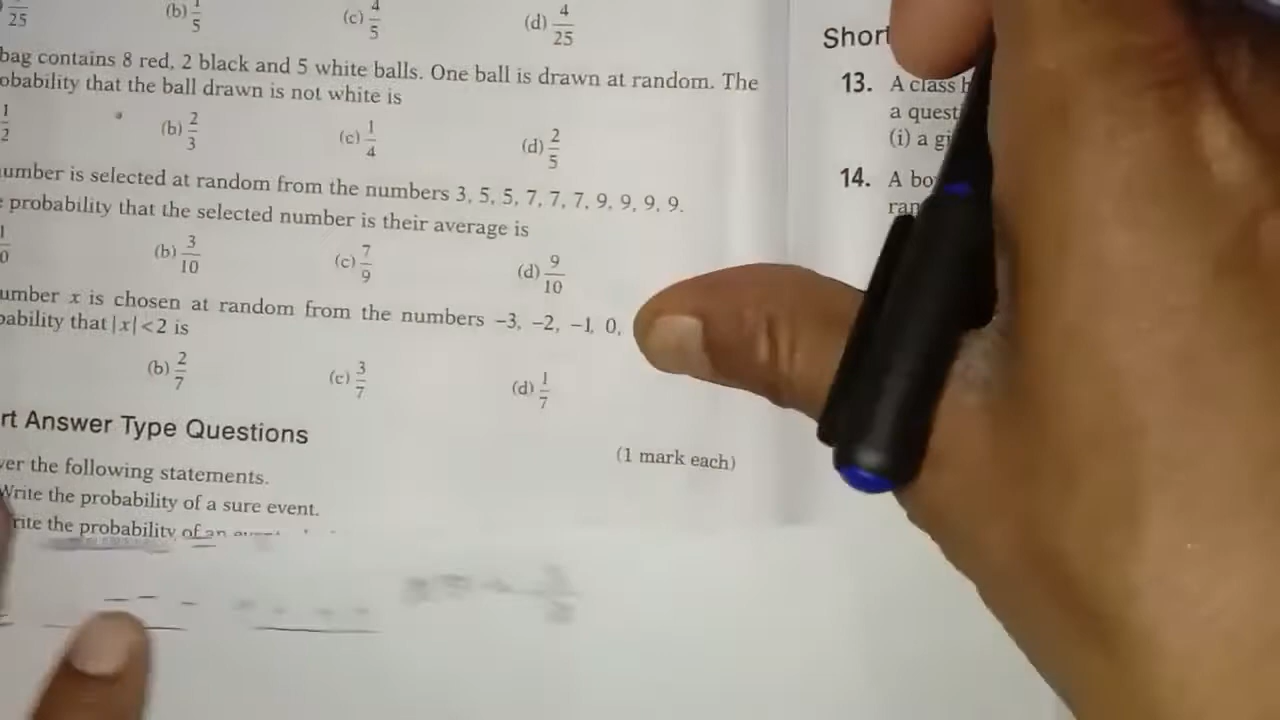 25 (b) 1/5 (c) 4/5 (d) 4/25
bag contains 8 red, 2 black and 5 white balls. One ball is drawn at random. The
obability that the ball drawn is not white is
1/2 (b) 2/3 (c) 1/4 (d) 2/5
umber is selected at random from the numbers 3, 5, 5, 7, 7, 7, 9, 9, 9, 9.
e probability that the selected number is their average is
(b) 3/10 (c) 7/9 (d) 9/10
umber x is chosen at random from the numbers –3, –2, –1, 0,
bability that |x|<2 is
(b) 2/7 (c) 3/7 (d) 1/7
rt Answer Type Questions
(1 mark each)
ver the following statements.
Write the probability of a sure event.
rite the probability of an
Short
13. A class h
a quest
(i) a gi
14. A bo
ran